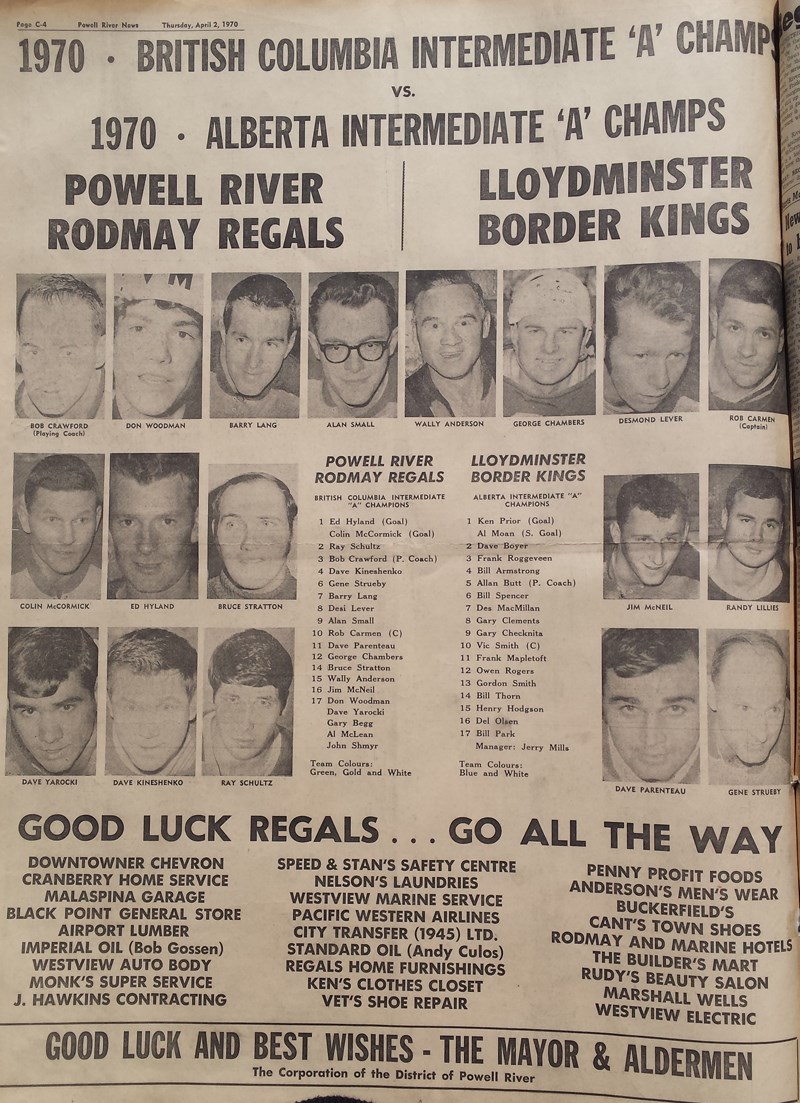 Page C-4 Powell River News Thursday, April 2, 1970
1970 · BRITISH COLUMBIA INTERMEDIATE 'A' CHAMPS
VS.
1970 · ALBERTA INTERMEDIATE 'A' CHAMPS
POWELL RIVER
RODMAY REGALS
LLOYDMINSTER
BORDER KINGS
BOB CRAWFORD
(Playing Coach)
DON WOODMAN
BARRY LANG
ALAN SMALL
WALLY ANDERSON
GEORGE CHAMBERS
DESMOND LEVER
ROB CARMEN
(Captain)
COLIN McCORMICK
ED HYLAND
BRUCE STRATTON
POWELL RIVER
RODMAY REGALS
BRITISH COLUMBIA INTERMEDIATE
"A" CHAMPIONS
1 Ed Hyland (Goal)
Colin McCormick (Goal)
2 Ray Schultz
3 Bob Crawford (P. Coach)
4 Dave Kineshenko
6 Gene Strueby
7 Barry Lang
8 Desi Lever
9 Alan Small
10 Rob Carmen (C)
11 Dave Parenteau
12 George Chambers
14 Bruce Stratton
15 Wally Anderson
16 Jim McNeil
17 Don Woodman
Dave Yarocki
Gary Begg
Al McLean
John Shmyr
Team Colours:
Green, Gold and White
LLOYDMINSTER
BORDER KINGS
ALBERTA INTERMEDIATE "A"
CHAMPIONS
1 Ken Prior (Goal)
Al Moan (S. Goal)
2 Dave Boyer
3 Frank Roggeveen
4 Bill Armstrong
5 Allan Butt (P. Coach)
6 Bill Spencer
7 Des MacMillan
8 Gary Clements
9 Gary Checknita
10 Vic Smith (C)
11 Frank Mapletoft
12 Owen Rogers
13 Gordon Smith
14 Bill Thorn
15 Henry Hodgson
16 Del Olsen
17 Bill Park
Manager: Jerry Mills
Team Colours:
Blue and White
JIM McNEIL
RANDY LILLIES
DAVE YAROCKI
DAVE KINESHENKO
RAY SCHULTZ
DAVE PARENTEAU
GENE STRUEBY
GOOD LUCK REGALS . . . GO ALL THE WAY
DOWNTOWNER CHEVRON
CRANBERRY HOME SERVICE
MALASPINA GARAGE
BLACK POINT GENERAL STORE
AIRPORT LUMBER
IMPERIAL OIL (Bob Gossen)
WESTVIEW AUTO BODY
MONK'S SUPER SERVICE
J. HAWKINS CONTRACTING
SPEED & STAN'S SAFETY CENTRE
NELSON'S LAUNDRIES
WESTVIEW MARINE SERVICE
PACIFIC WESTERN AIRLINES
CITY TRANSFER (1945) LTD.
STANDARD OIL (Andy Culos)
REGALS HOME FURNISHINGS
KEN'S CLOTHES CLOSET
VET'S SHOE REPAIR
PENNY PROFIT FOODS
ANDERSON'S MEN'S WEAR
BUCKERFIELD'S
CANT'S TOWN SHOES
RODMAY AND MARINE HOTELS
THE BUILDER'S MART
RUDY'S BEAUTY SALON
MARSHALL WELLS
WESTVIEW ELECTRIC
GOOD LUCK AND BEST WISHES - THE MAYOR & ALDERMEN
The Corporation of the District of Powell River